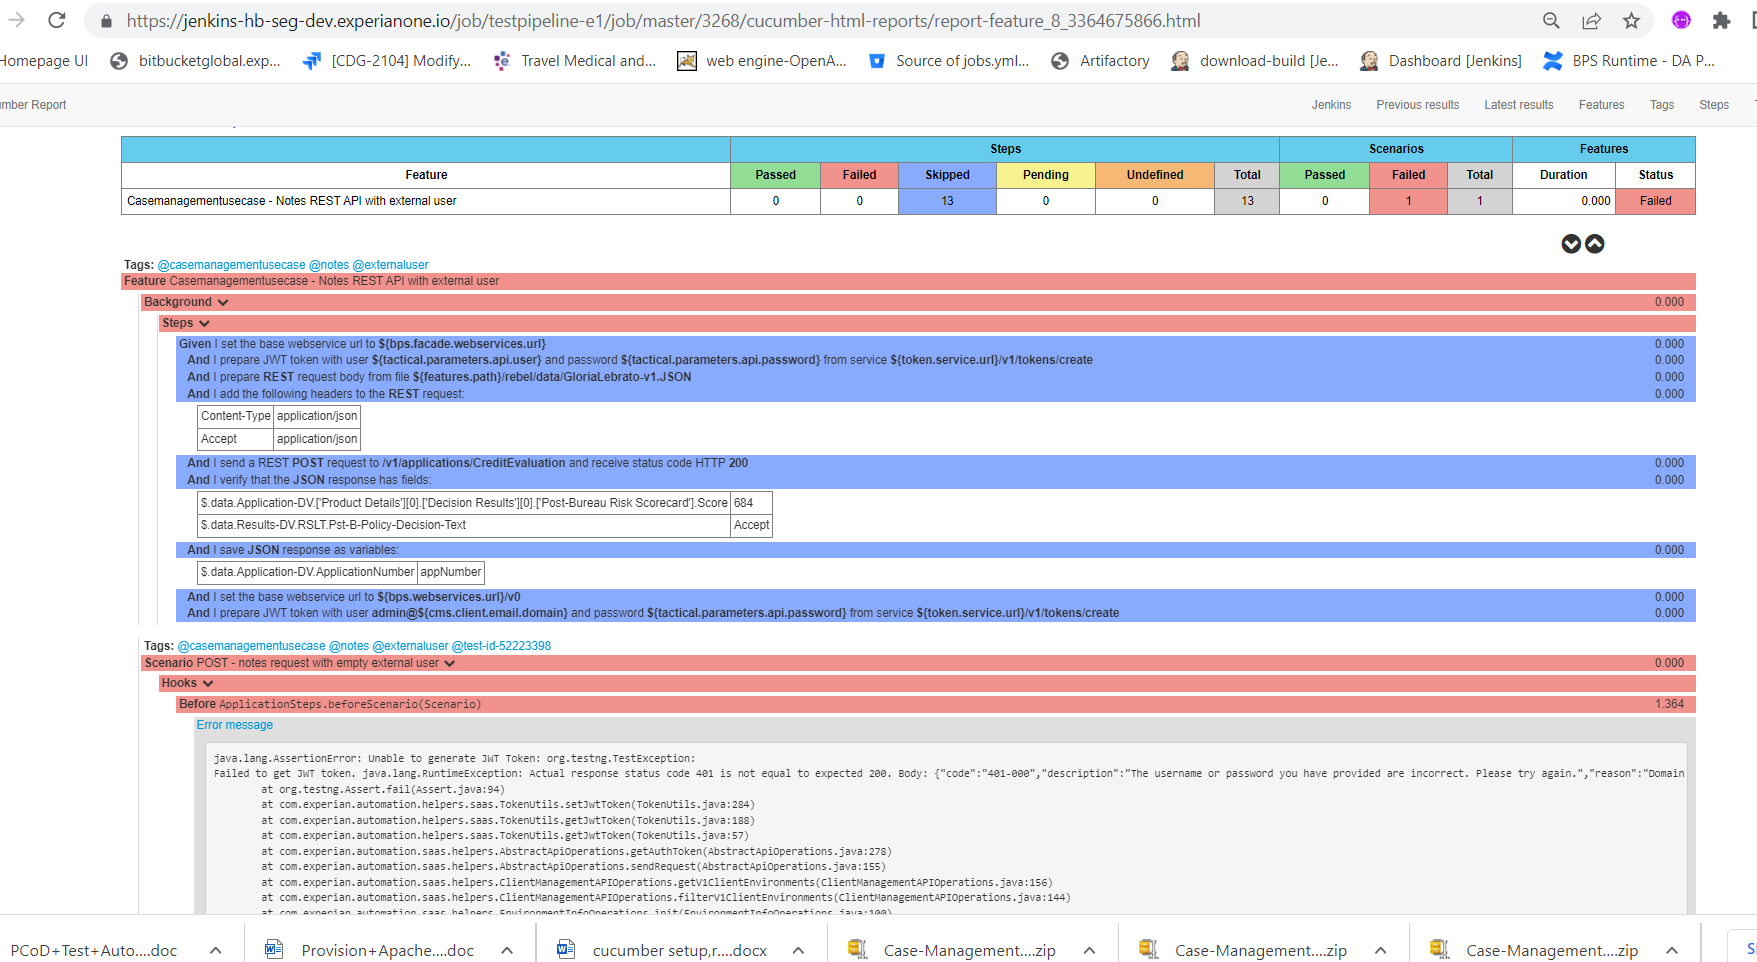 https://jenkins-hb-seg-dev.experianone.io/job/testpipeline-e1/job/master/3268/cucumber-html-reports/report-feature_8_3364675866.html
Homepage UI bitbucketglobal.exp... [CDG-2104] Modify... Travel Medical and... web engine-OpenA... Source of jobs.yml... Artifactory download-build [Je... Dashboard [Jenkins] BPS Runtime - DA P...
mber Report Jenkins Previous results Latest results Features Tags Steps
Steps Scenarios Features
Feature Passed Failed Skipped Pending Undefined Total Passed Failed Total Duration Status
Casemanagementusecase - Notes REST API with external user 0 0 13 0 0 13 0 1 1 0.000 Failed
Tags: @casemanagementusecase @notes @externaluser
Feature Casemanagementusecase - Notes REST API with external user
Background 0.000
Steps
Given I set the base webservice url to ${bps.facade.webservices.url} 0.000
And I prepare JWT token with user ${tactical.parameters.api.user} and password ${tactical.parameters.api.password} from service ${token.service.url}/v1/tokens/create 0.000
And I prepare REST request body from file ${features.path}/rebel/data/GloriaLebrato-v1.JSON 0.000
And I add the following headers to the REST request: 0.000
Content-Type application/json
Accept application/json
And I send a REST POST request to /v1/applications/CreditEvaluation and receive status code HTTP 200 0.000
And I verify that the JSON response has fields: 0.000
$.data.Application-DV.['Product Details'][0].['Decision Results'][0].['Post-Bureau Risk Scorecard'].Score 684
$.data.Results-DV.RSLT.Pst-B-Policy-Decision-Text Accept
And I save JSON response as variables: 0.000
$.data.Application-DV.ApplicationNumber appNumber
And I set the base webservice url to ${bps.webservices.url}/v0 0.000
And I prepare JWT token with user admin@${cms.client.email.domain} and password ${tactical.parameters.api.password} from service ${token.service.url}/v1/tokens/create 0.000
Tags: @casemanagementusecase @notes @externaluser @test-id-52223398
Scenario POST - notes request with empty external user 0.000
Hooks
Before ApplicationSteps.beforeScenario(Scenario) 1.364
Error message
java.lang.AssertionError: Unable to generate JWT Token: org.testng.TestException:
Failed to get JWT token. java.lang.RuntimeException: Actual response status code 401 is not equal to expected 200. Body: {"code":"401-000","description":"The username or password you have provided are incorrect. Please try again.","reason":"Domain
at org.testng.Assert.fail(Assert.java:94)
at com.experian.automation.helpers.saas.TokenUtils.setJwtToken(TokenUtils.java:284)
at com.experian.automation.helpers.saas.TokenUtils.getJwtToken(TokenUtils.java:188)
at com.experian.automation.helpers.saas.TokenUtils.getJwtToken(TokenUtils.java:57)
at com.experian.automation.saas.helpers.AbstractApiOperations.getAuthToken(AbstractApiOperations.java:278)
at com.experian.automation.saas.helpers.AbstractApiOperations.sendRequest(AbstractApiOperations.java:155)
at com.experian.automation.saas.helpers.ClientManagementAPIOperations.getV1ClientEnvironments(ClientManagementAPIOperations.java:156)
at com.experian.automation.saas.helpers.ClientManagementAPIOperations.filterV1ClientEnvironments(ClientManagementAPIOperations.java:144)
at com.experian.automation.saas.helpers.EnvironmentInfoOperations.init(EnvironmentInfoOperations.java:100)
PCoD+Test+Auto....doc Provision+Apache....doc cucumber setup,r....docx Case-Management....zip Case-Management....zip Case-Management....zip